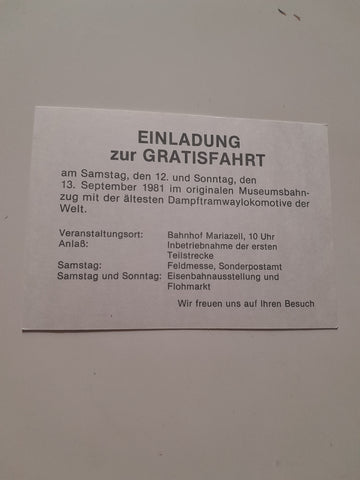 EINLADUNG
zur GRATISFAHRT
am Samstag, den 12. und Sonntag, den
13. September 1981 im originalen Museumsbahn-
zug mit der ältesten Dampftramwaylokomotive der
Welt.
Veranstaltungsort: Bahnhof Mariazell, 10 Uhr
Anlaß: Inbetriebnahme der ersten
Teilstrecke
Samstag: Feldmesse, Sonderpostamt
Samstag und Sonntag: Eisenbahnausstellung und
Flohmarkt
Wir freuen uns auf Ihren Besuch